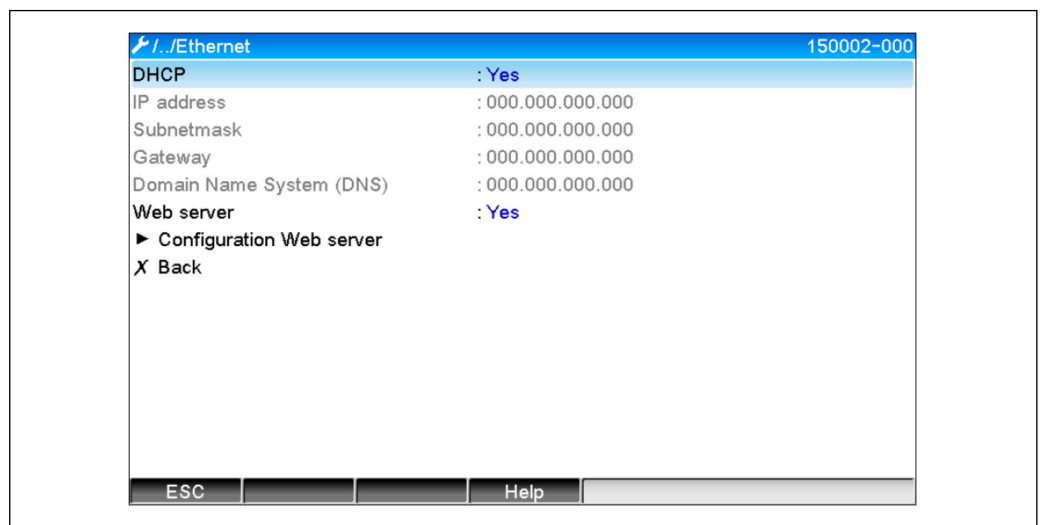 /../Ethernet 150002-000
DHCP : Yes
IP address : 000.000.000.000
Subnetmask : 000.000.000.000
Gateway : 000.000.000.000
Domain Name System (DNS) : 000.000.000.000
Web server : Yes
► Configuration Web server
X Back
ESC Help